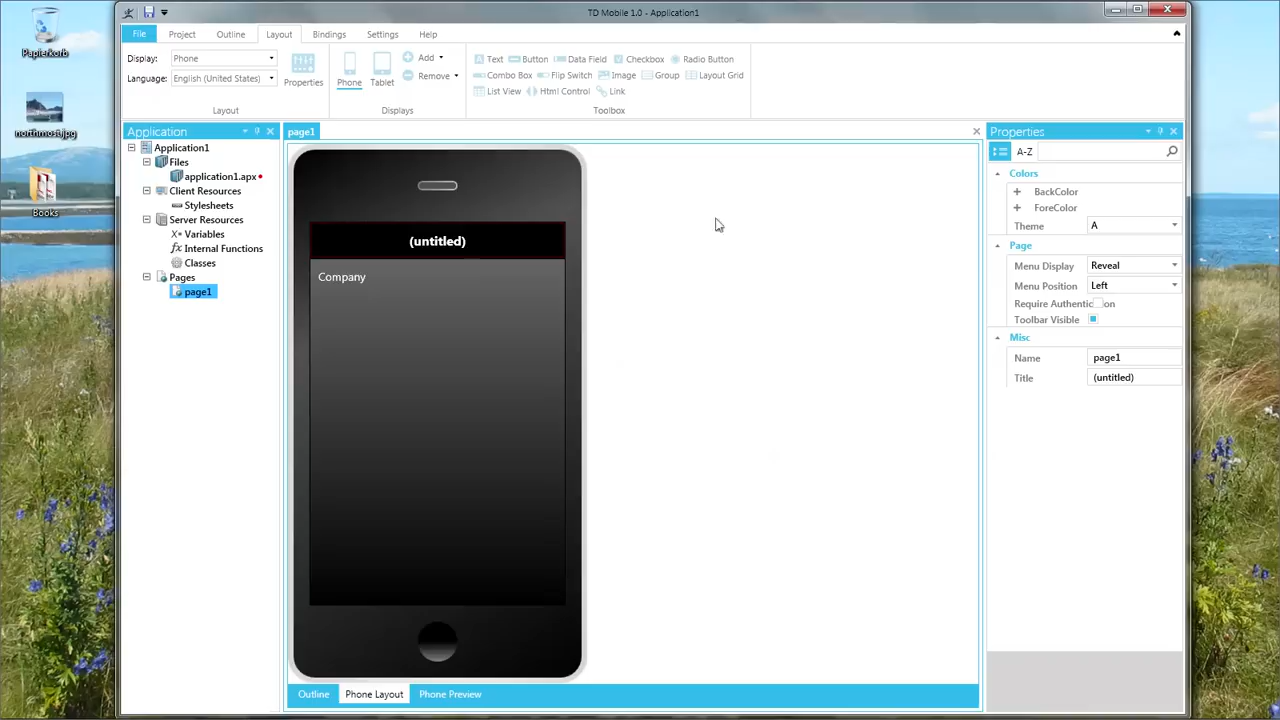 Papierkorb
northmost.jpg
Books
TD Mobile 1.0 - Application1
File Project Outline Layout Bindings Settings Help
Display: Phone
Language: English (United States)
Properties
Layout
Phone
Tablet
Add
Remove
Displays
Text Button Data Field Checkbox Radio Button
Combo Box Flip Switch Image Group Layout Grid
List View Html Control Link
Toolbox
Application
Application1
Files
application1.apx
Client Resources
Stylesheets
Server Resources
X= Variables
fx Internal Functions
Classes
Pages
page1
page1
(untitled)
Company
Outline Phone Layout Phone Preview
Properties
A-Z
Colors
+ BackColor
+ ForeColor
Theme A
Page
Menu Display Reveal
Menu Position Left
Require Authentication
Toolbar Visible
Misc
Name page1
Title (untitled)